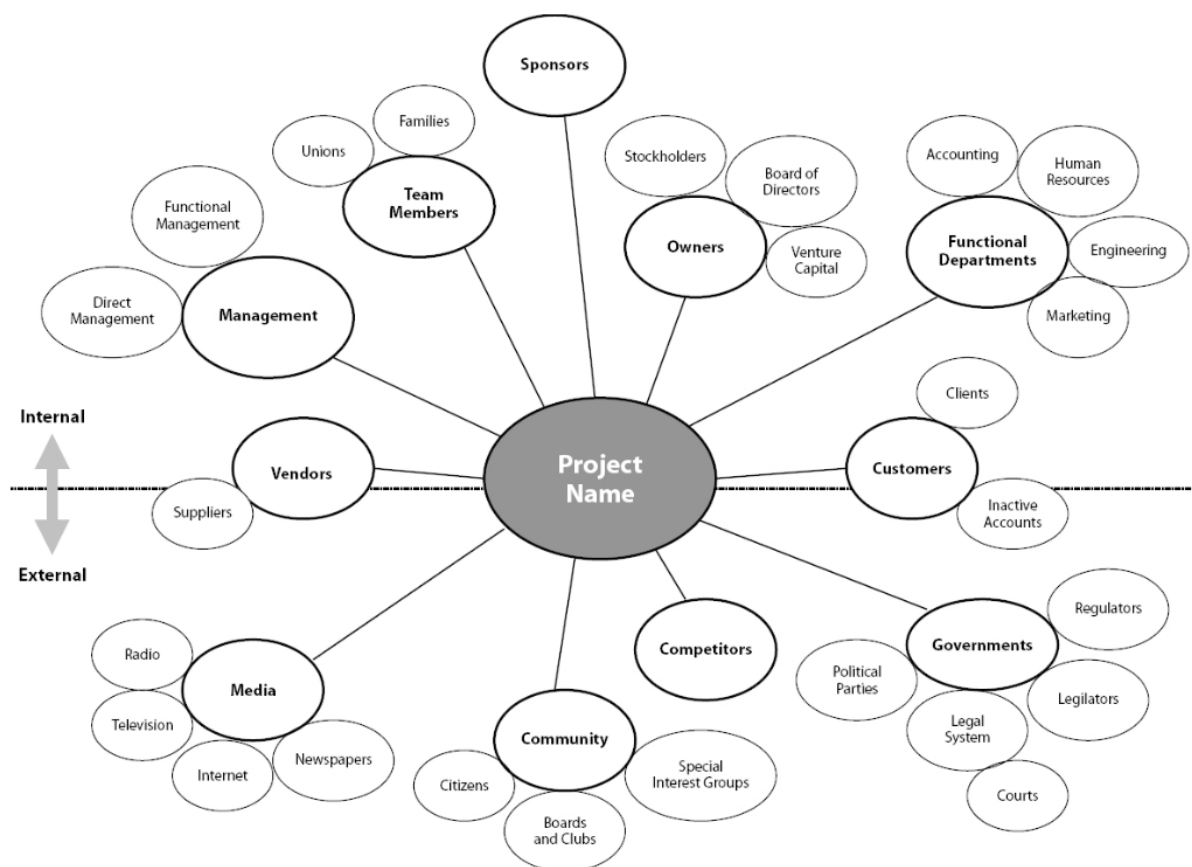 Sponsors
Families
Unions
Team
Members
Stockholders
Board of
Directors
Owners
Venture
Capital
Accounting
Human
Resources
Functional
Departments
Engineering
Marketing
Functional
Management
Direct
Management
Management
Internal
External
Vendors
Suppliers
Project
Name
Clients
Customers
Inactive
Accounts
Radio
Media
Television
Internet
Newspapers
Community
Citizens
Boards
and Clubs
Special
Interest Groups
Competitors
Governments
Regulators
Political
Parties
Legilators
Legal
System
Courts